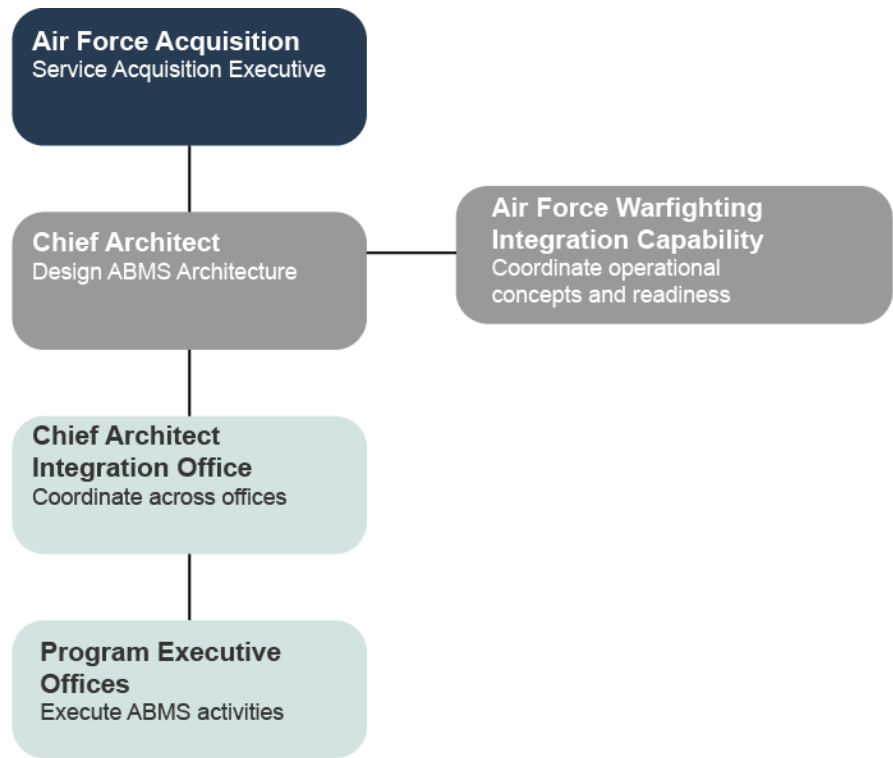 Air Force Acquisition
Service Acquisition Executive
Chief Architect
Design ABMS Architecture
Air Force Warfighting
Integration Capability
Coordinate operational
concepts and readiness
Chief Architect
Integration Office
Coordinate across offices
Program Executive
Offices
Execute ABMS activities